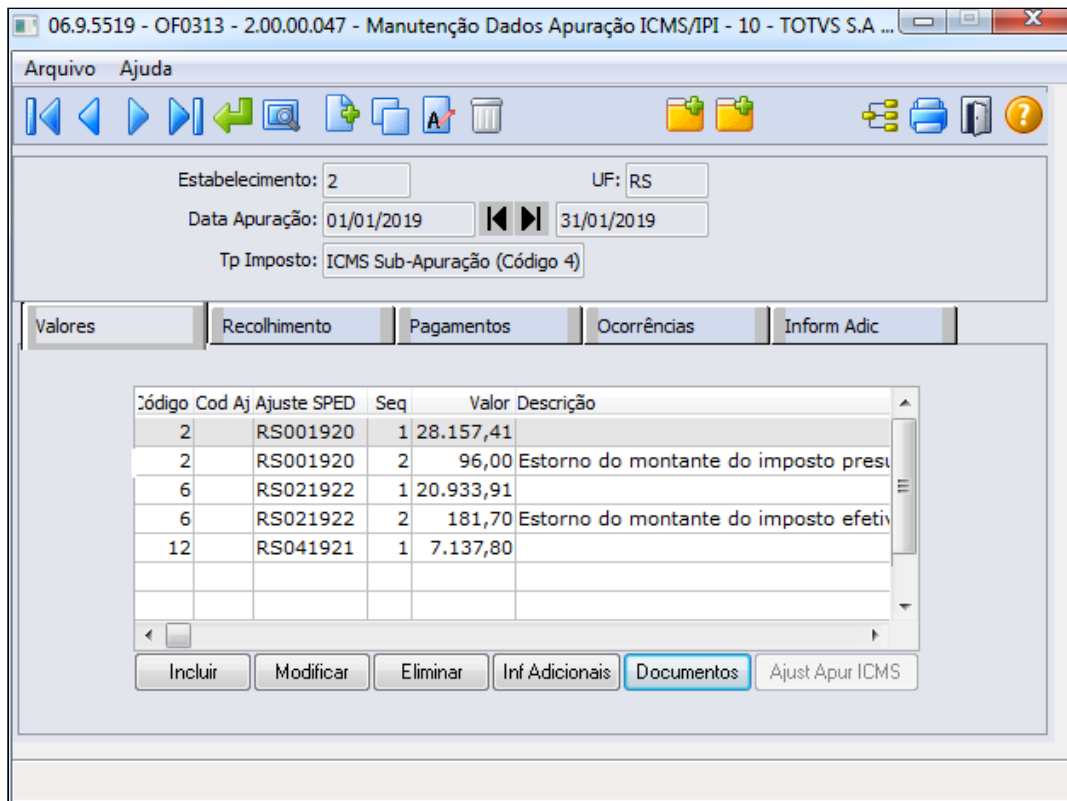 06.9.5519 - OF0313 - 2.00.00.047 - Manutenção Dados Apuração ICMS/IPI - 10 - TOTVS S.A ...
Arquivo Ajuda
Estabelecimento: 2 UF: RS
Data Apuração: 01/01/2019 31/01/2019
Tp Imposto: ICMS Sub-Apuração (Código 4)
Valores Recolhimento Pagamentos Ocorrências Inform Adic
Código Cod Aj Ajuste SPED Seq Valor Descrição
2 RS001920 1 28.157,41
2 RS001920 2 96,00 Estorno do montante do imposto presu
6 RS021922 1 20.933,91
6 RS021922 2 181,70 Estorno do montante do imposto efetiv
12 RS041921 1 7.137,80
Incluir Modificar Eliminar Inf Adicionais Documentos Ajust Apur ICMS